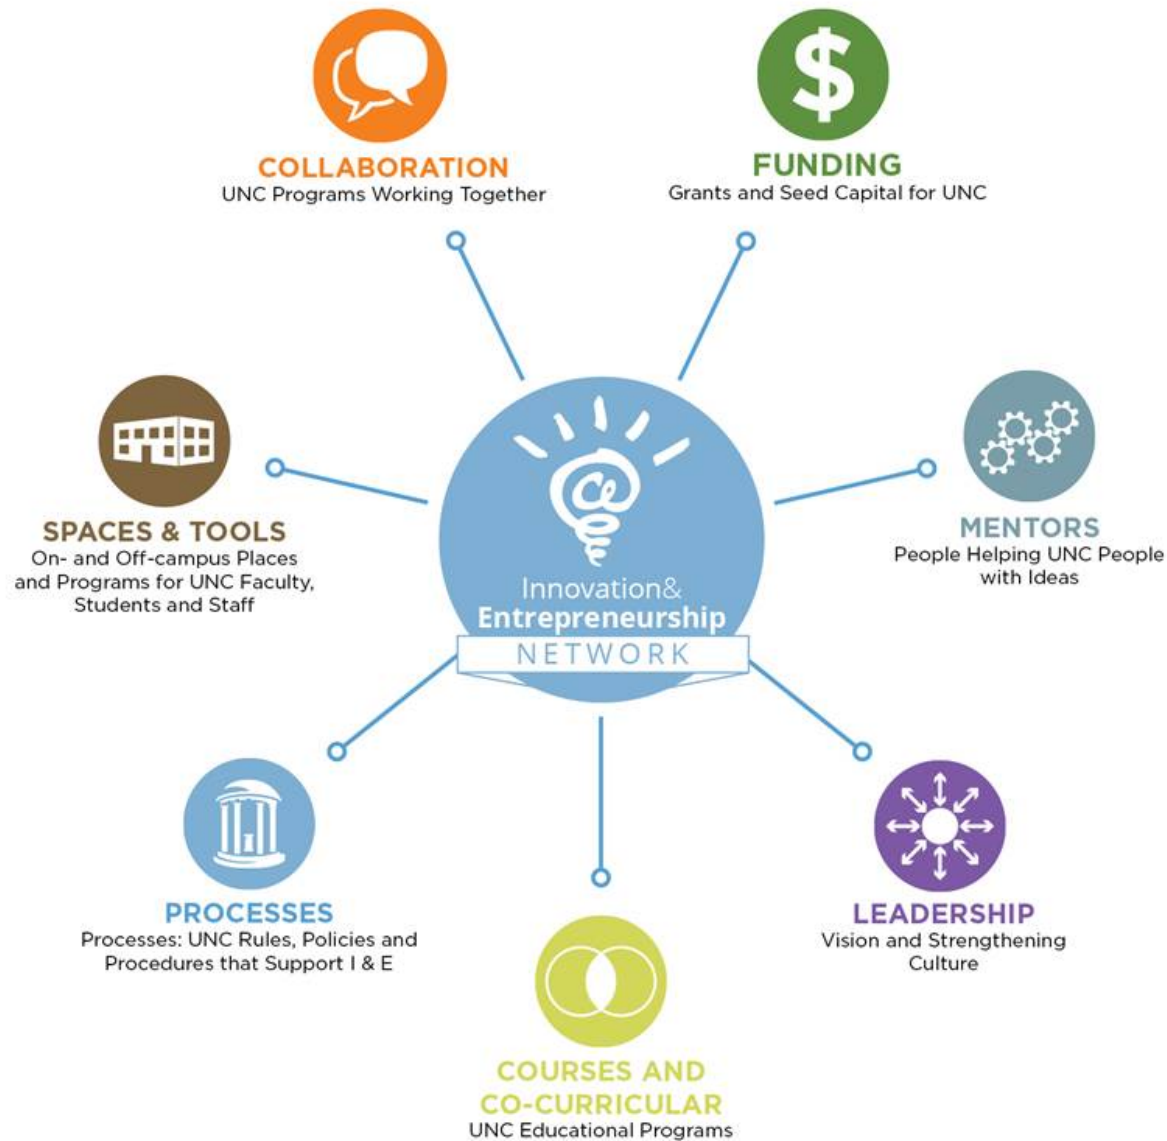 COLLABORATION
UNC Programs Working Together
$
FUNDING
Grants and Seed Capital for UNC
SPACES & TOOLS
On- and Off-campus Places
and Programs for UNC Faculty,
Students and Staff
Innovation&
Entrepreneurship
NETWORK
MENTORS
People Helping UNC People
with Ideas
PROCESSES
Processes: UNC Rules, Policies and
Procedures that Support I & E
LEADERSHIP
Vision and Strengthening
Culture
COURSES AND
CO-CURRICULAR
UNC Educational Programs